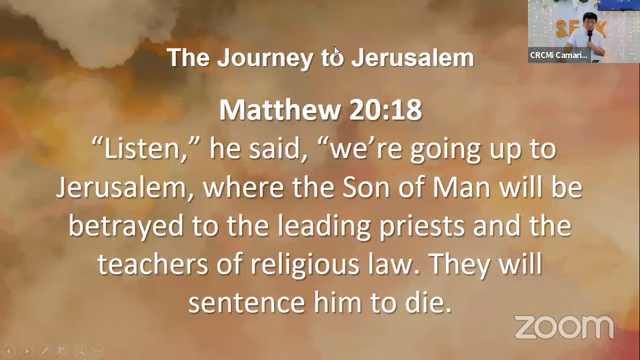 The Journey to Jerusalem
Matthew 20:18
“Listen,” he said, “we’re going up to
Jerusalem, where the Son of Man will be
betrayed to the leading priests and the
teachers of religious law. They will
sentence him to die.
CRCMi Camari...
zoom